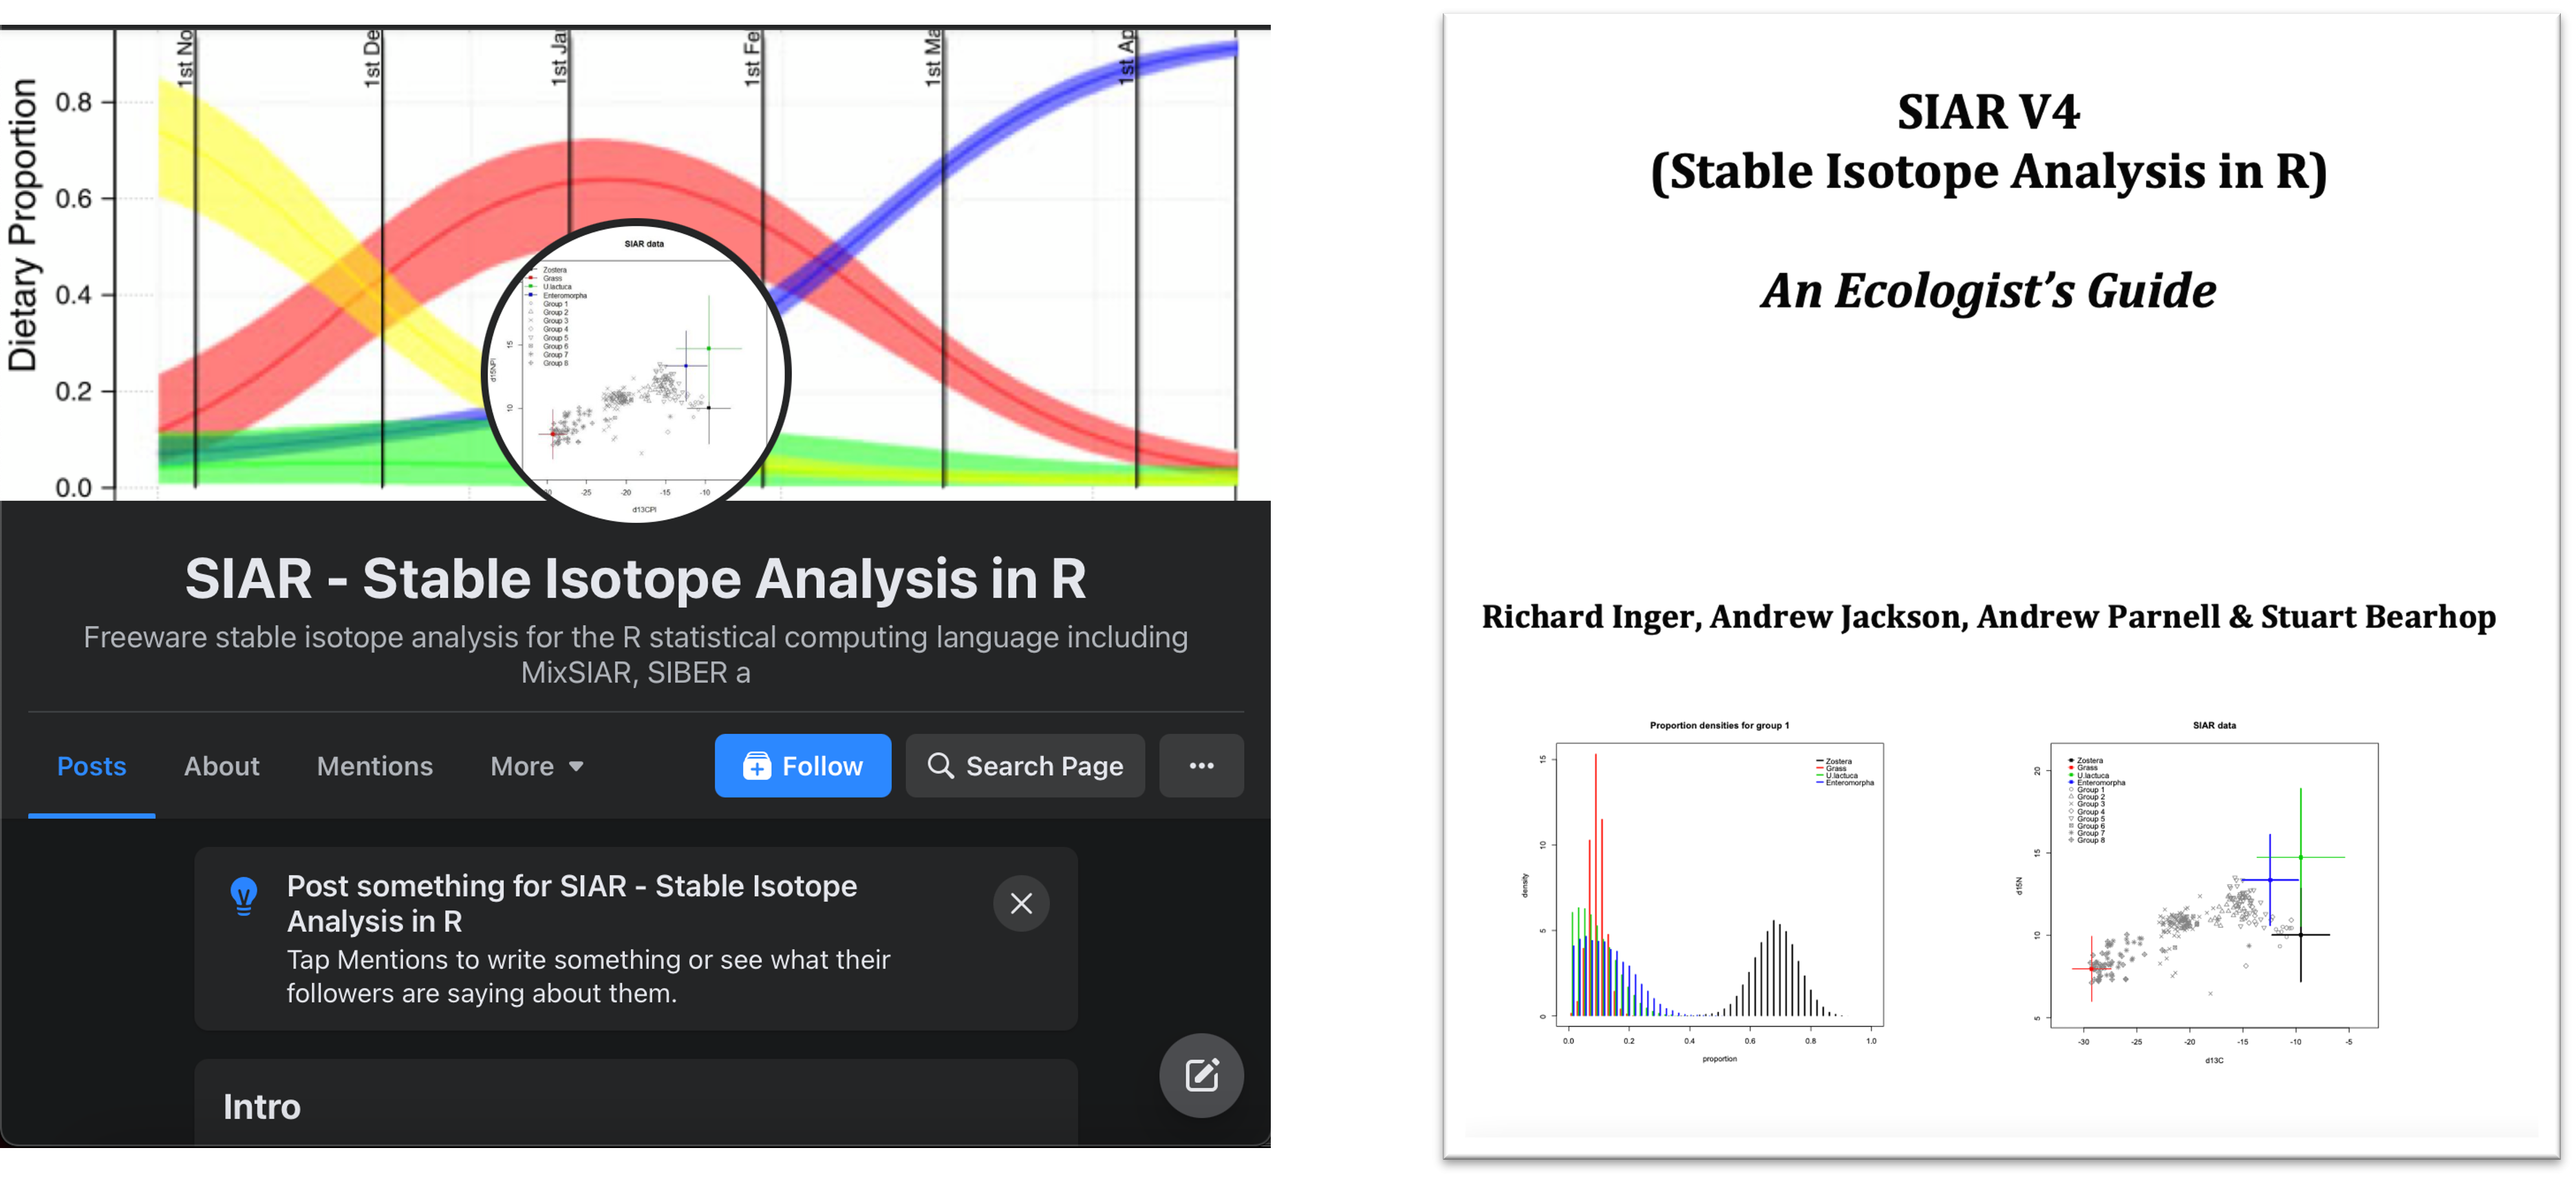 Dietary Proportion
0.8
0.6
0.4
0.2
0.0
1st No
1st De
1st Ja
1st Fe
1st Ma
1st Ap
SIAR data
Zostera
Grass
U.lactuca
Enteromorpha
Group 1
Group 2
Group 3
Group 4
Group 5
Group 6
Group 7
Group 8
15
10
d15NPl
-25
-20
-15
-10
d13CPl
SIAR - Stable Isotope Analysis in R
Freeware stable isotope analysis for the R statistical computing language including
MixSIAR, SIBER a
Posts About Mentions More Follow Search Page
Post something for SIAR - Stable Isotope
Analysis in R
Tap Mentions to write something or see what their
followers are saying about them.
Intro
SIAR V4
(Stable Isotope Analysis in R)
An Ecologist’s Guide
Richard Inger, Andrew Jackson, Andrew Parnell & Stuart Bearhop
Proportion densities for group 1
Zostera
Grass
U.lactuca
Enteromorpha
density
15
10
5
0
0.0 0.2 0.4 0.6 0.8 1.0
proportion
SIAR data
Zostera
Grass
U.lactuca
Enteromorpha
Group 1
Group 2
Group 3
Group 4
Group 5
Group 6
Group 7
Group 8
d15N
20
15
10
5
-30 -25 -20 -15 -10 -5
d13C